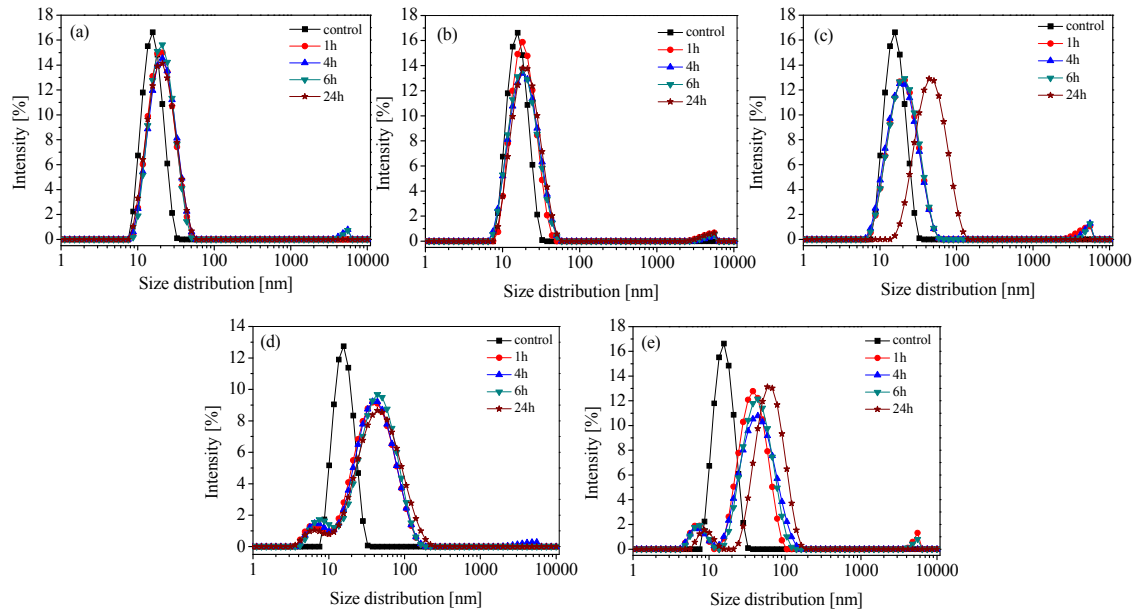 (a)
control
1h
4h
6h
24h
Intensity [%]
18
16
14
12
10
8
6
4
2
0
1 10 100 1000 10000
Size distribution [nm]
(b)
control
1h
4h
6h
24h
Intensity [%]
18
16
14
12
10
8
6
4
2
0
1 10 100 1000 10000
Size distribution [nm]
(c)
control
1h
4h
6h
24h
Intensity [%]
18
16
14
12
10
8
6
4
2
0
1 10 100 1000 10000
Size distribution [nm]
(d)
control
1h
4h
6h
24h
Intensity [%]
14
12
10
8
6
4
2
0
1 10 100 1000 10000
Size distribution [nm]
(e)
control
1h
4h
6h
24h
Intensity [%]
18
16
14
12
10
8
6
4
2
0
1 10 100 1000 10000
Size distribution [nm]